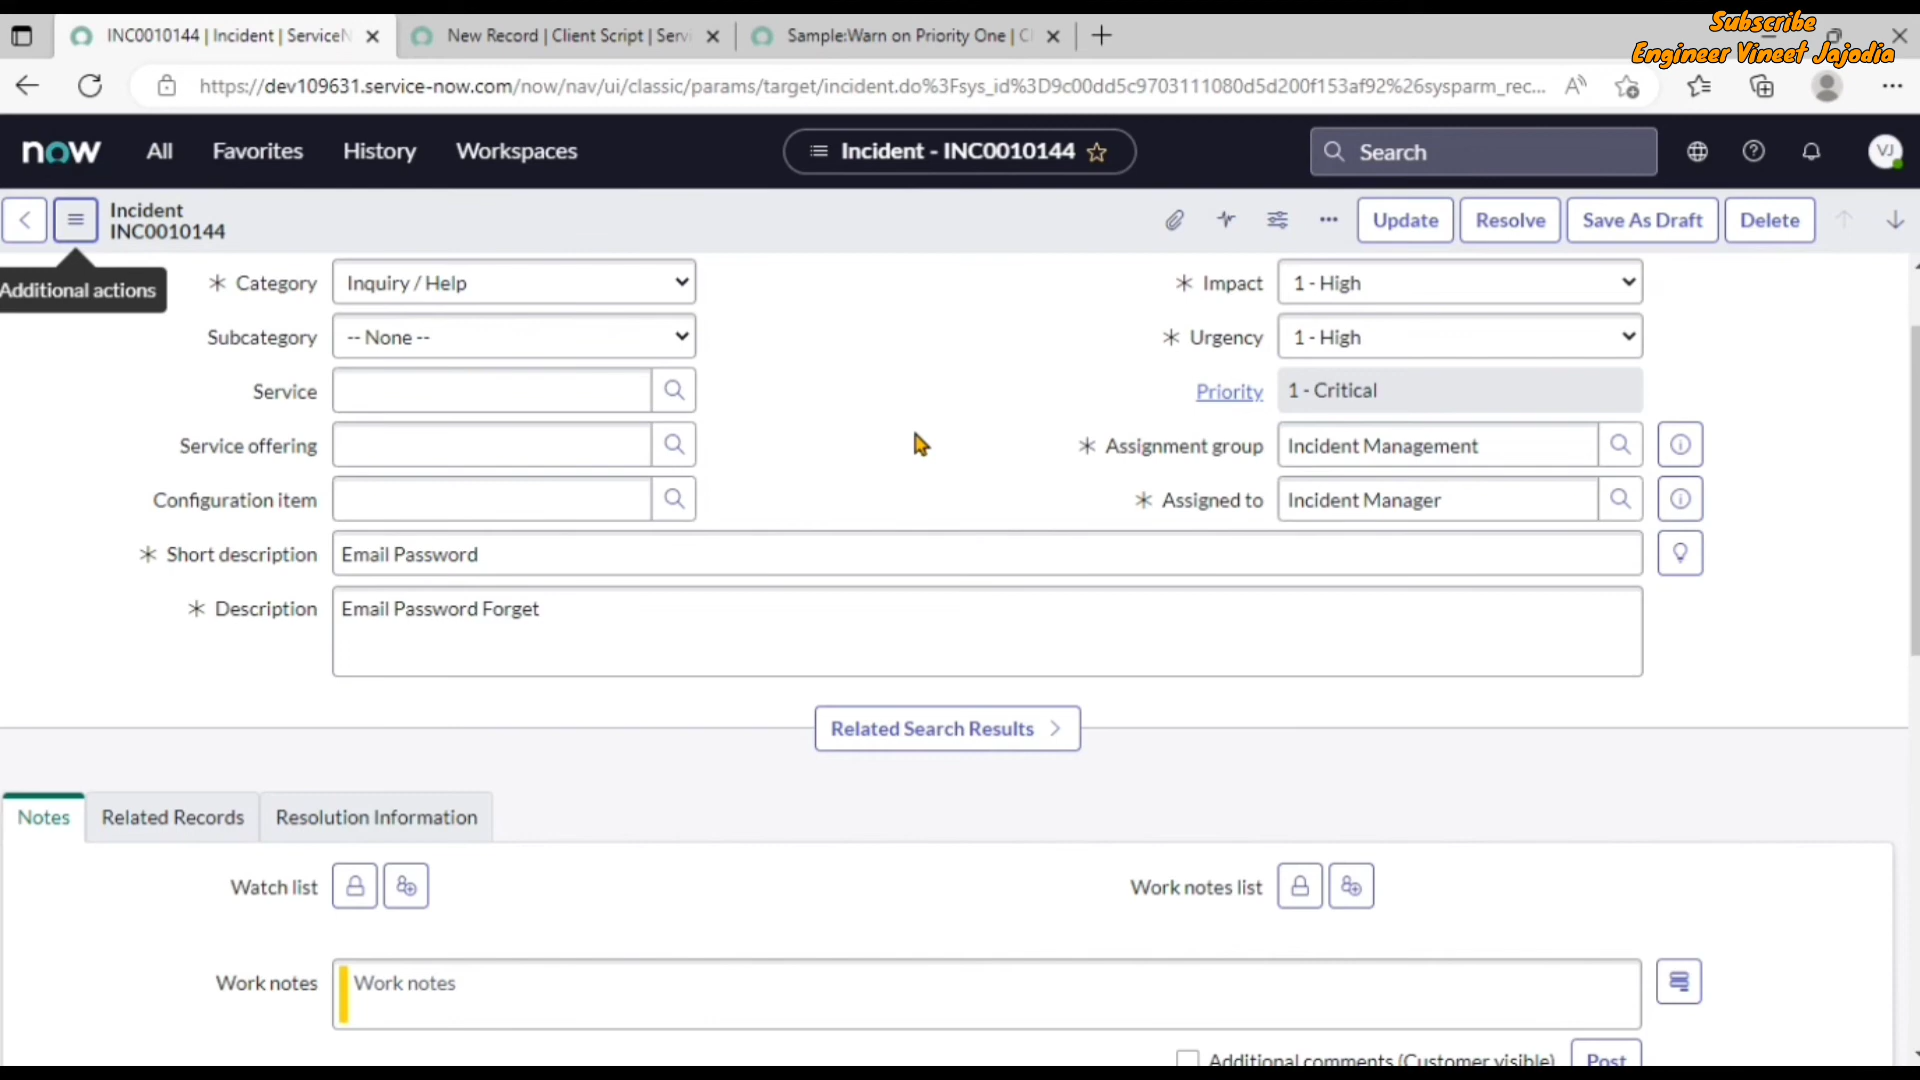 INC0010144 | Incident | ServiceN
New Record | Client Script | Serv
Sample:Warn on Priority One | C
Subscribe
Engineer Vineet Jajodia
https://dev109631.service-now.com/now/nav/ui/classic/params/target/incident.do%3Fsys_id%3D9c00dd5c9703111080d5d200f153af92%26sysparm_rec...
now
All
Favorites
History
Workspaces
Incident - INC0010144
Search
VJ
Incident
INC0010144
Update
Resolve
Save As Draft
Delete
Additional actions
Category
Inquiry / Help
Impact
1 - High
Subcategory
-- None --
Urgency
1 - High
Service
Priority
1 - Critical
Service offering
Assignment group
Incident Management
Configuration item
Assigned to
Incident Manager
Short description
Email Password
Description
Email Password Forget
Related Search Results
Notes
Related Records
Resolution Information
Watch list
Work notes list
Work notes
Work notes
Additional comments (Customer visible)
Post